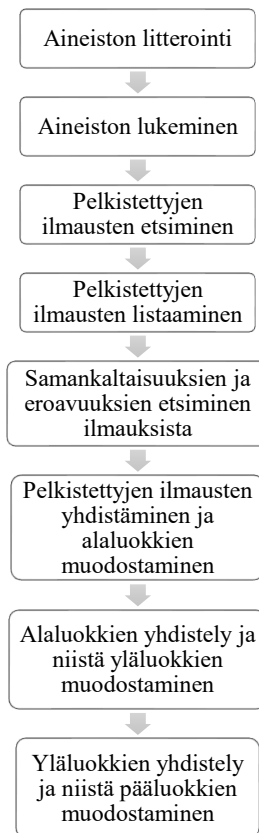 Aineiston litterointi
Aineiston lukeminen
Pelkistettyjen
ilmausten etsiminen
Pelkistettyjen
ilmausten listaaminen
Samankaltaisuuksien ja
eroavuuksien etsiminen
ilmauksista
Pelkistettyjen ilmausten
yhdistäminen ja
alaluokkien
muodostaminen
Alaluokkien yhdistely ja
niistä yläluokkien
muodostaminen
Yläluokkien yhdistely
ja niistä pääluokkien
muodostaminen